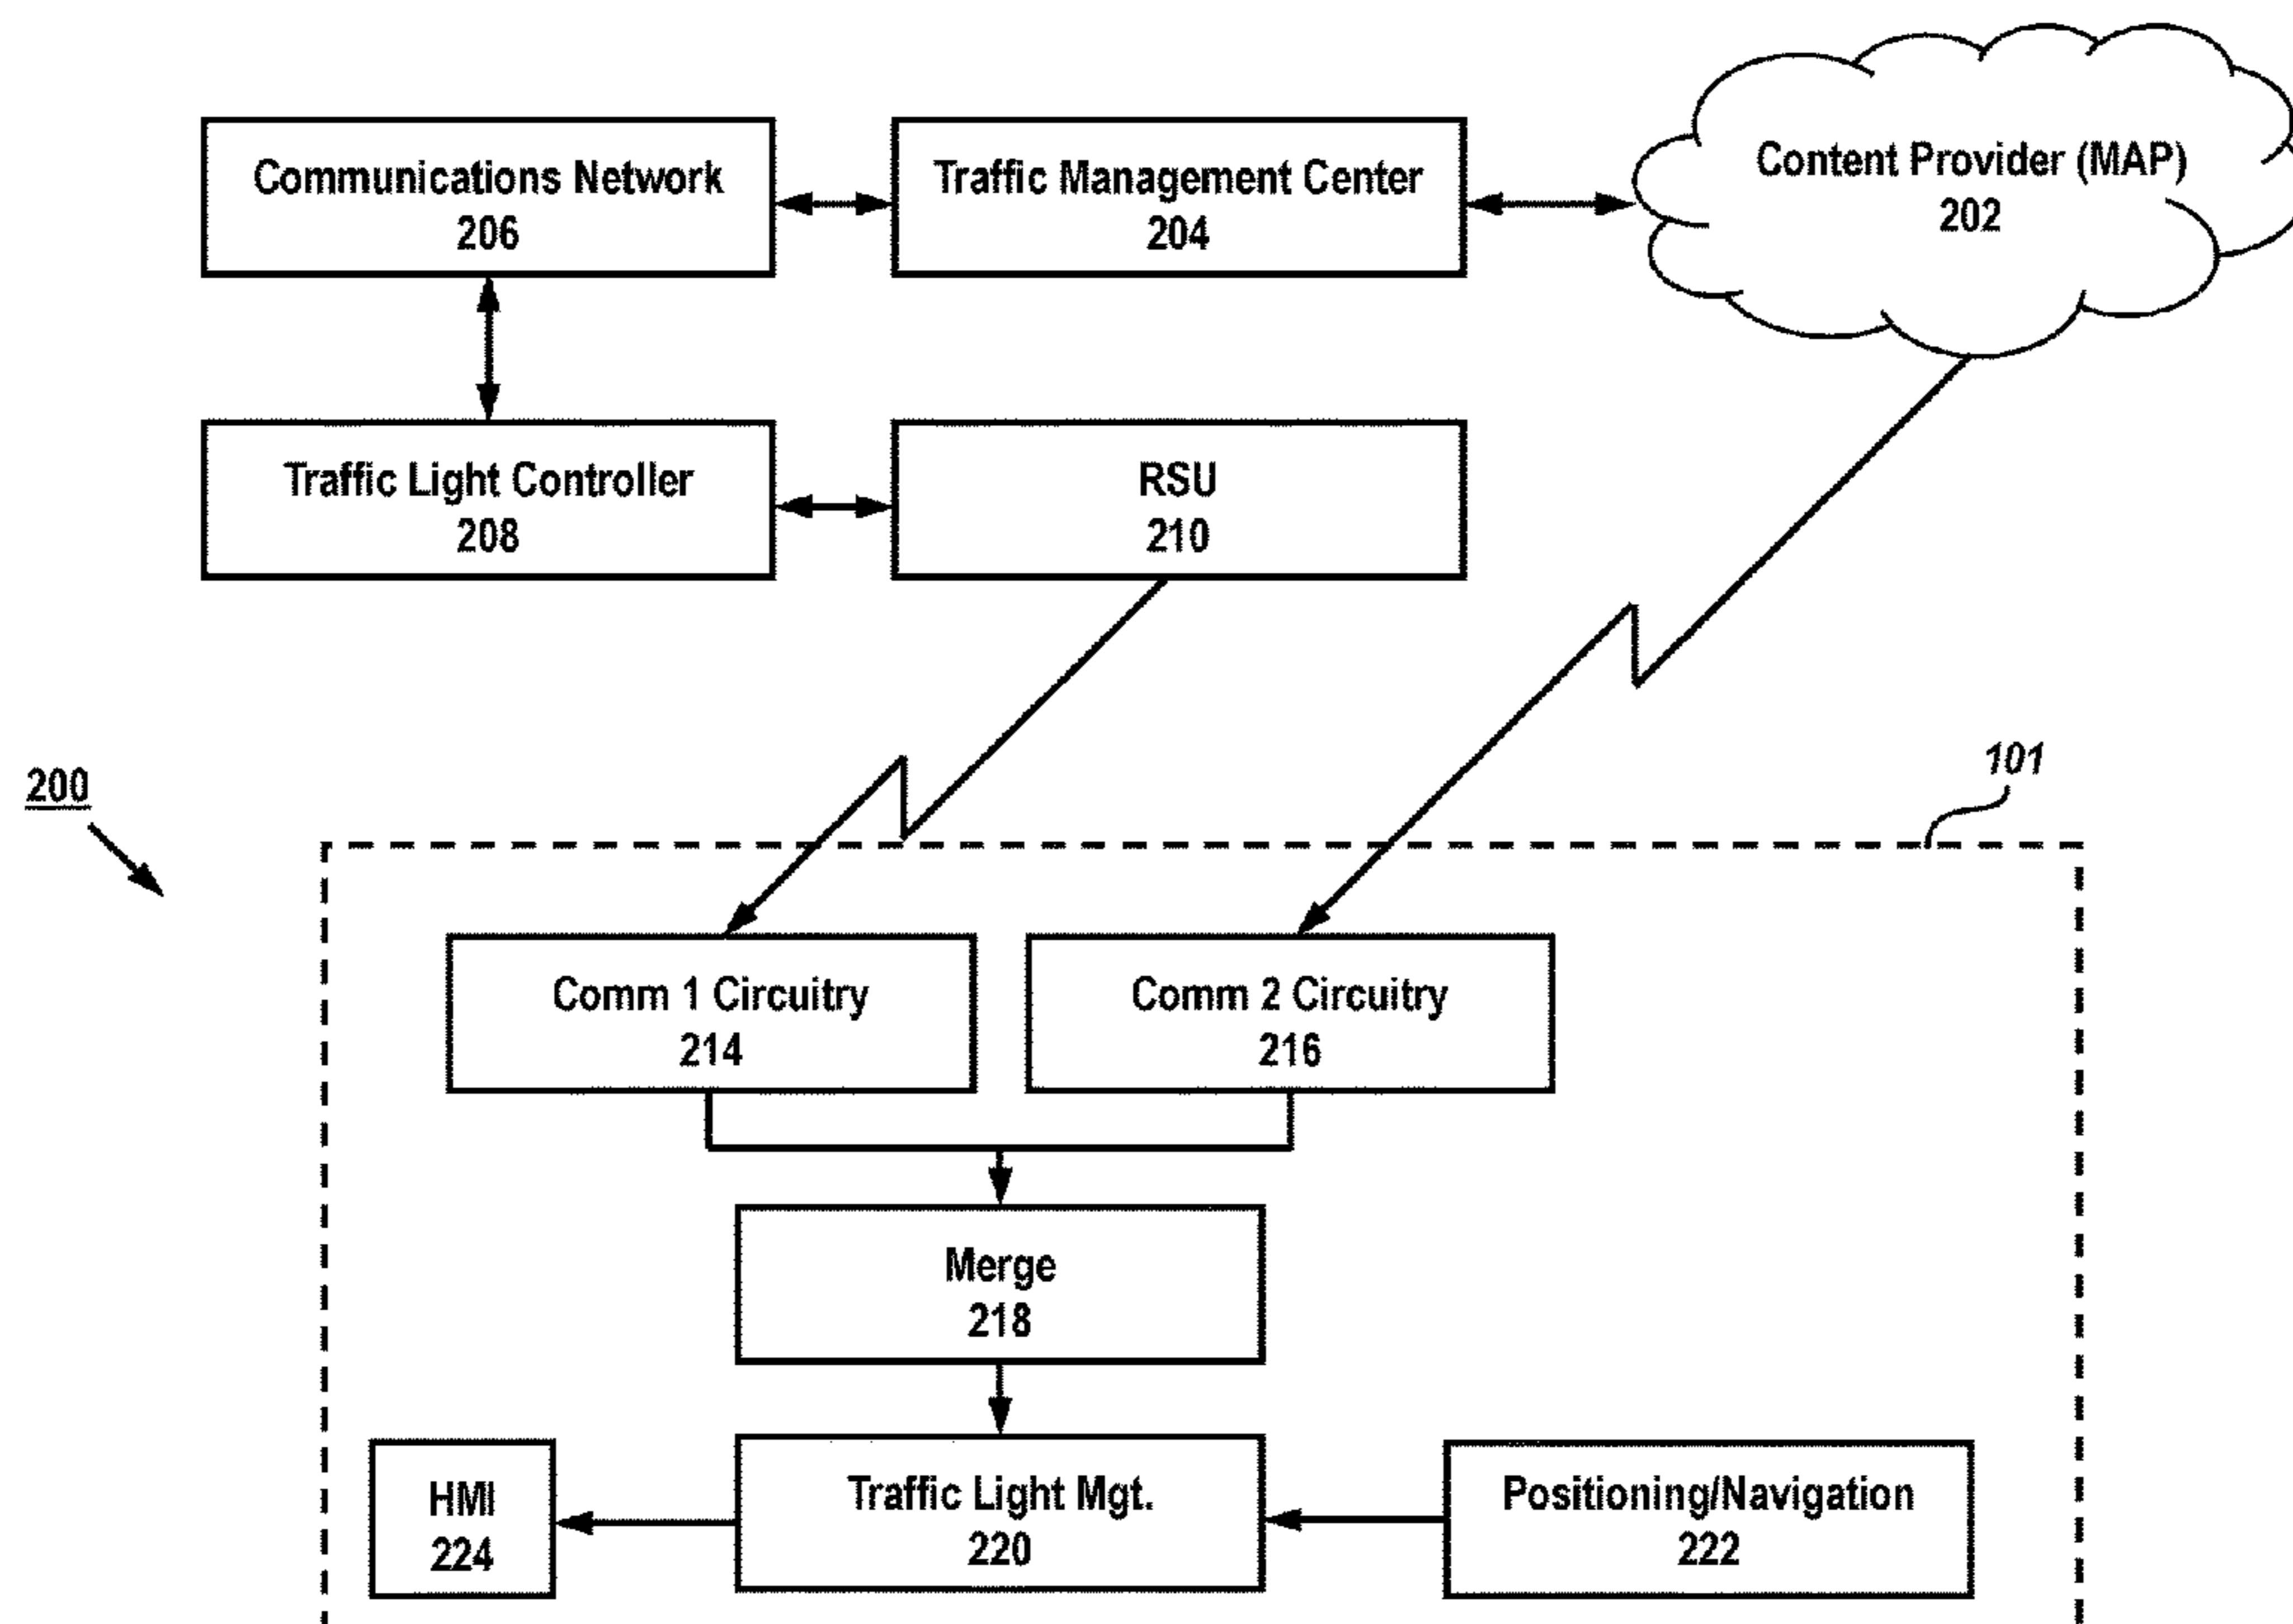 Communications Network
206
Traffic Management Center
204
Content Provider (MAP)
202
Traffic Light Controller
208
RSU
210
200
101
Comm 1 Circuitry
214
Comm 2 Circuitry
216
Merge
218
HMI
224
Traffic Light Mgt.
220
Positioning/Navigation
222